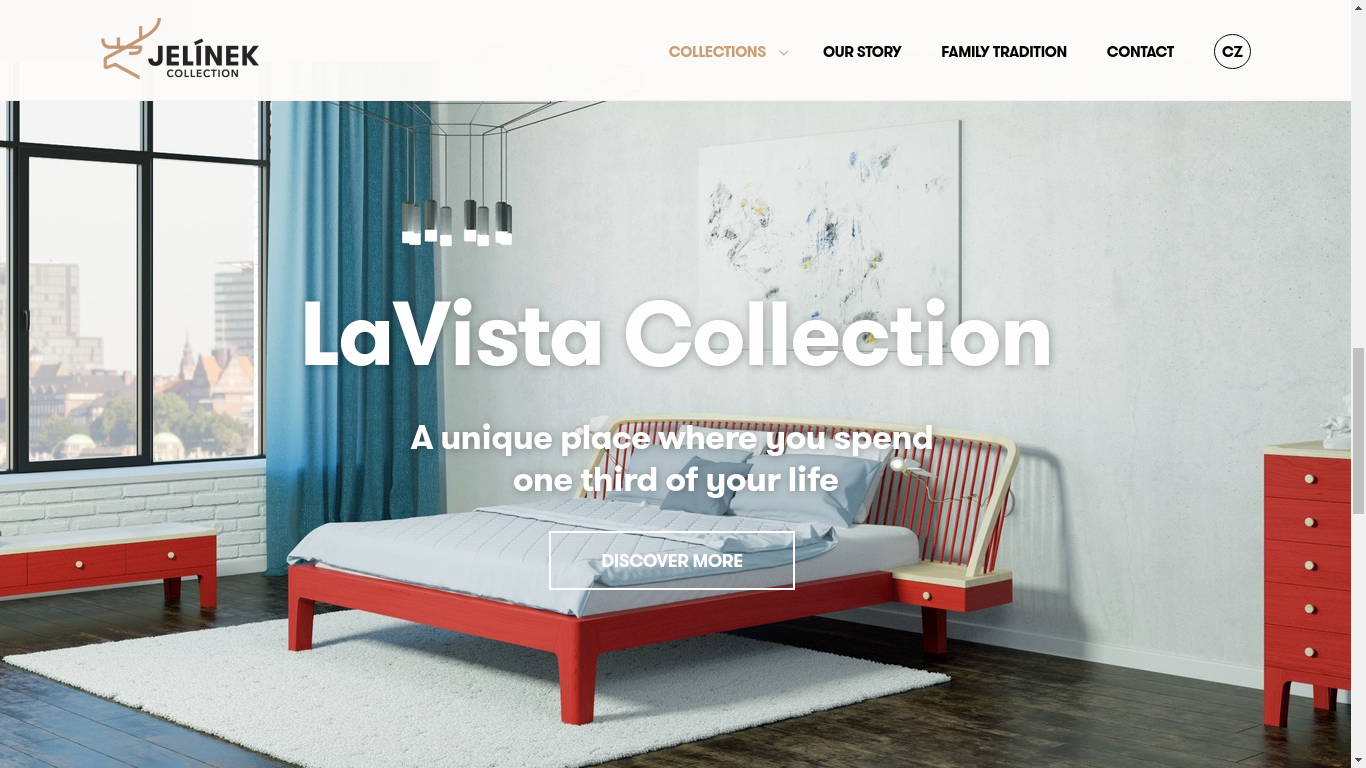 JELÍNEK
COLLECTION
COLLECTIONS
OUR STORY
FAMILY TRADITION
CONTACT
CZ
LaVista Collection
A unique place where you spend
one third of your life
DISCOVER MORE